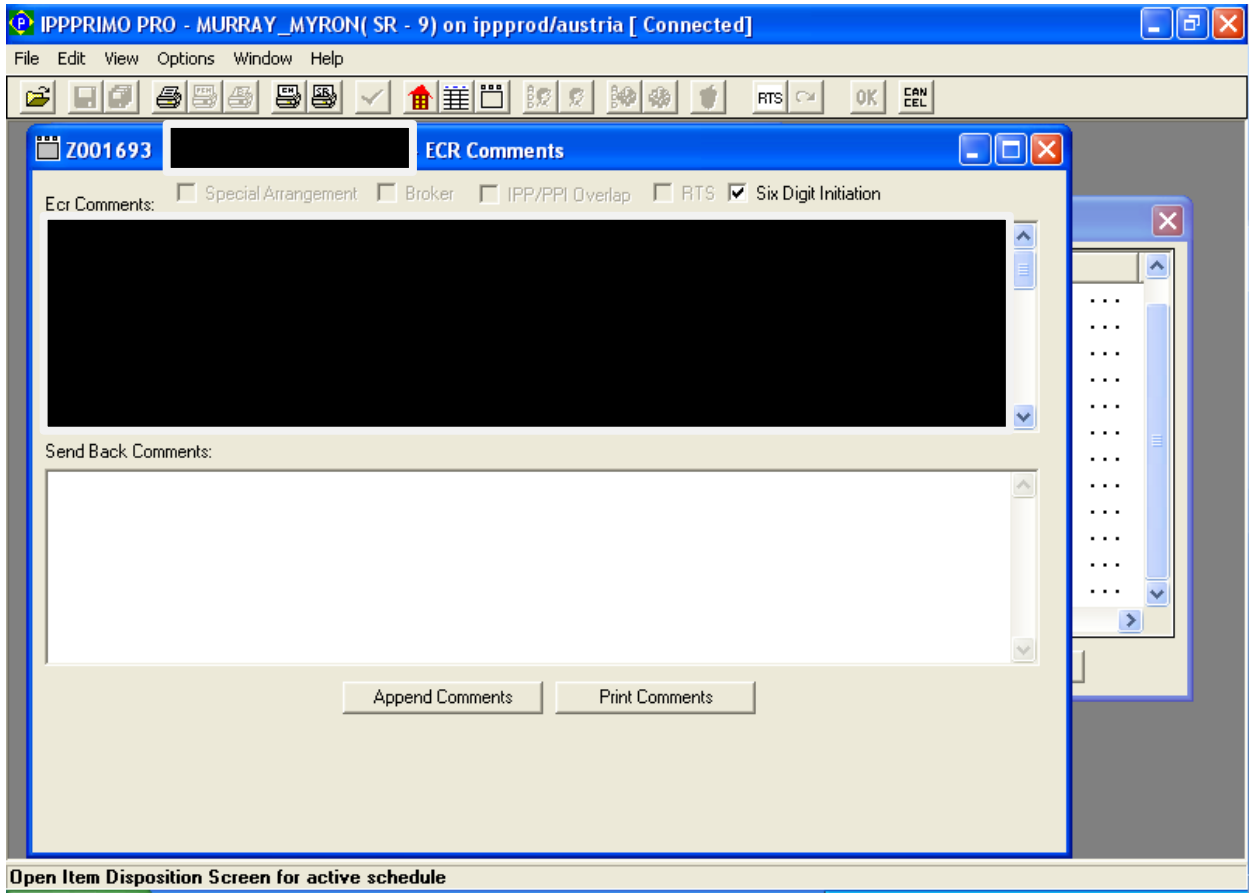 IPPPRIMO PRO - MURRAY_MYRON( SR - 9) on ippprod/austria [ Connected]
File Edit View Options Window Help
RTS OK CAN CEL
Z001693 ECR Comments
Ecr Comments: Special Arrangement Broker IPP/PPI Overlap RTS Six Digit Initiation
...
...
...
...
...
...
...
...
...
...
...
...
Send Back Comments:
Append Comments Print Comments
Open Item Disposition Screen for active schedule